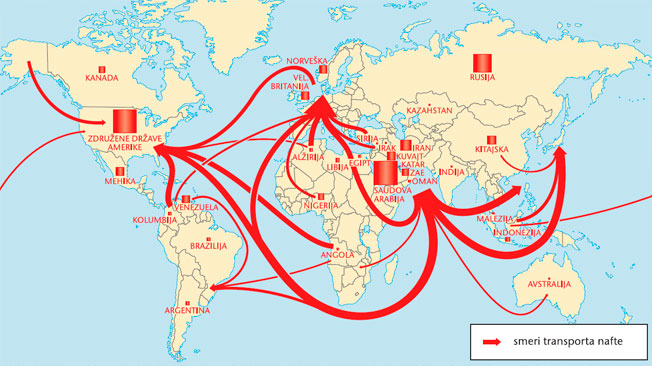 NORVEŠKA
RUSIJA
KANADA
VEL.
BRITANIJA
KAZAHSTAN
ZDRUŽENE DRŽAVE
AMERIKE
SIRIJA
IRAK
IRAN
KITAJSKA
ALŽIRIJA
KUVAJT
LIBIJA
EGIPT
KATAR
MEHIKA
ZAE
INDIJA
OMAN
SAUDOVA
ARABIJA
VENEZUELA
NIGERIJA
KOLUMBIJA
MALEZIJA
INDONEZIJA
BRAZILIJA
ANGOLA
AVSTRALIJA
ARGENTINA
smeri transporta nafte